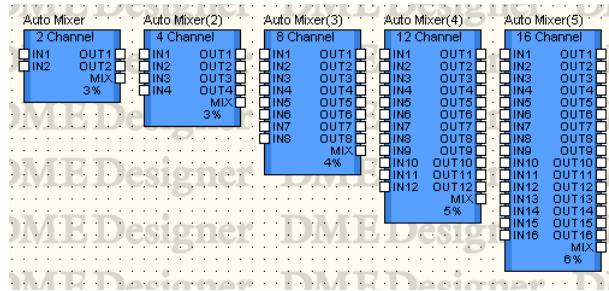 Auto Mixer
2 Channel
IN1 OUT1
IN2 OUT2
MIX
3%
Auto Mixer(2)
4 Channel
IN1 OUT1
IN2 OUT2
IN3 OUT3
IN4 OUT4
MIX
3%
Auto Mixer(3)
8 Channel
IN1 OUT1
IN2 OUT2
IN3 OUT3
IN4 OUT4
IN5 OUT5
IN6 OUT6
IN7 OUT7
IN8 OUT8
MIX
4%
Auto Mixer(4)
12 Channel
IN1 OUT1
IN2 OUT2
IN3 OUT3
IN4 OUT4
IN5 OUT5
IN6 OUT6
IN7 OUT7
IN8 OUT8
IN9 OUT9
IN10 OUT10
IN11 OUT11
IN12 OUT12
MIX
5%
Auto Mixer(5)
16 Channel
IN1 OUT1
IN2 OUT2
IN3 OUT3
IN4 OUT4
IN5 OUT5
IN6 OUT6
IN7 OUT7
IN8 OUT8
IN9 OUT9
IN10 OUT10
IN11 OUT11
IN12 OUT12
IN13 OUT13
IN14 OUT14
IN15 OUT15
IN16 OUT16
MIX
6%
DME Designer DME Designer
DME Designer DME Designer